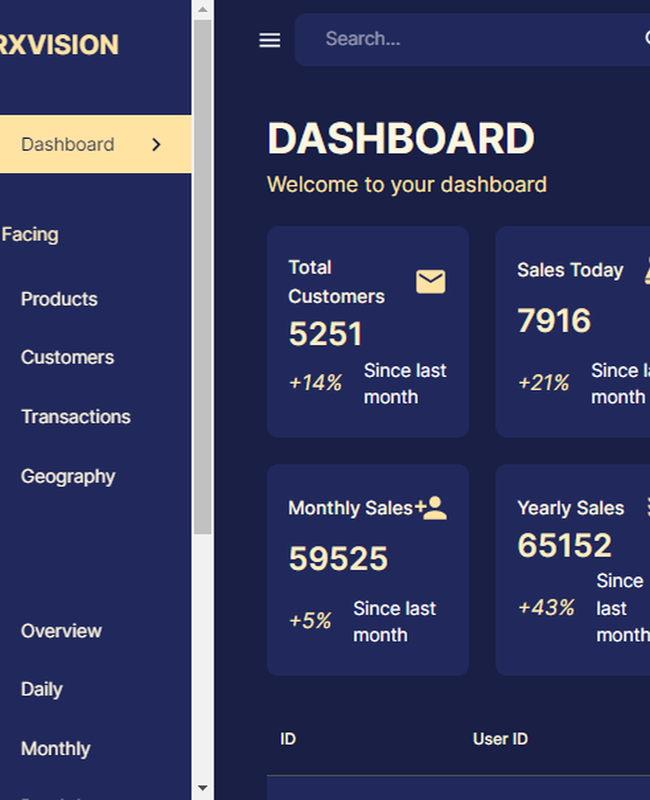 RXVISION
Dashboard
Facing
Products
Customers
Transactions
Geography
Overview
Daily
Monthly
Search...
DASHBOARD
Welcome to your dashboard
Total
Customers
5251
+14%
Since last
month
Sales Today
7916
+21%
Since la
month
Monthly Sales
59525
+5%
Since last
month
Yearly Sales
65152
+43%
Since
last
month
ID
User ID